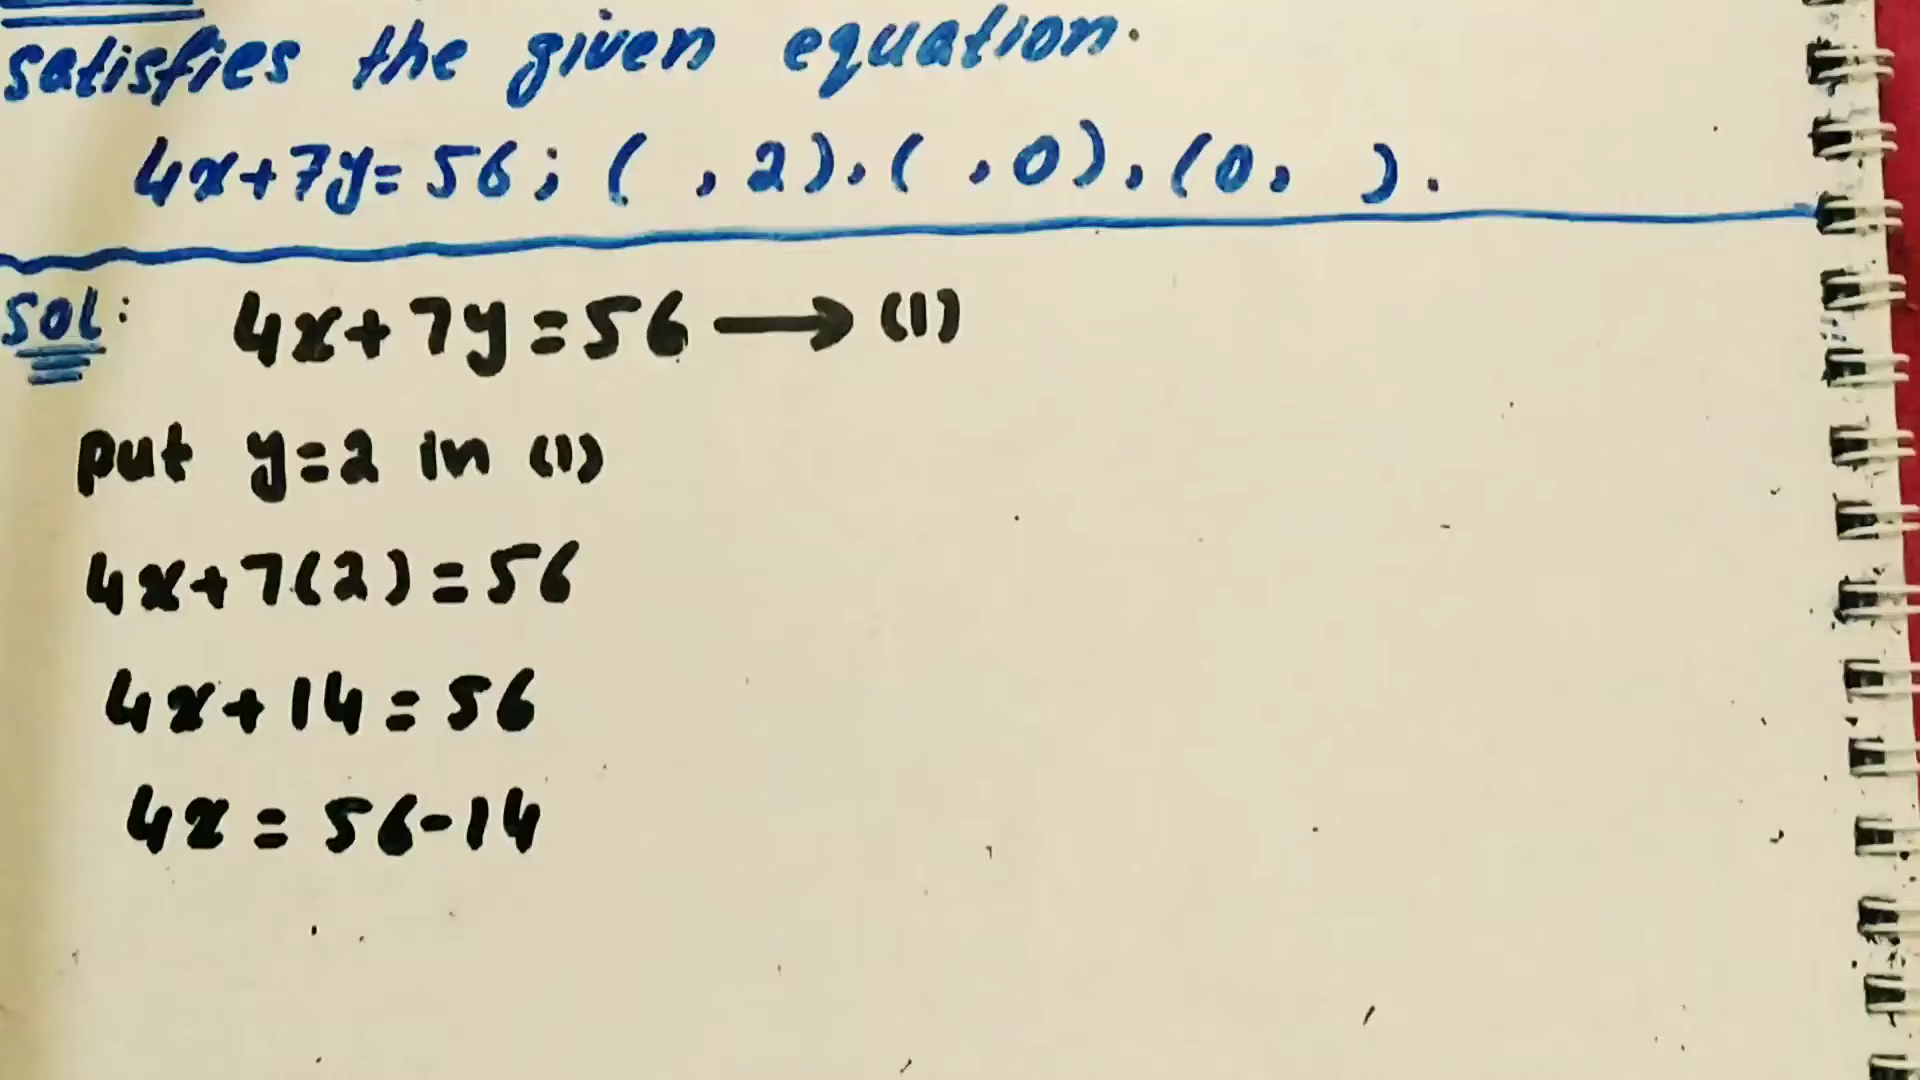 satisfies the given equation.
4x+7y=56; ( , 2), ( , 0), (0, ).
Sol: 4x+7y=56 → (1)
put y=2 in (1)
4x+7(2)=56
4x+14=56
4x=56-14